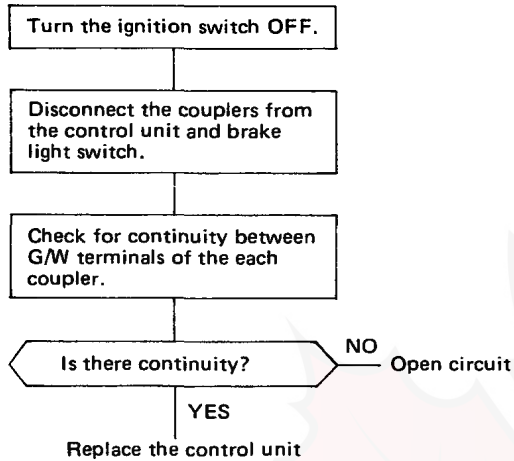 Turn the ignition switch OFF.
Disconnect the couplers from
the control unit and brake
light switch.
Check for continuity between
G/W terminals of the each
coupler.
Is there continuity?
NO
Open circuit
YES
Replace the control unit